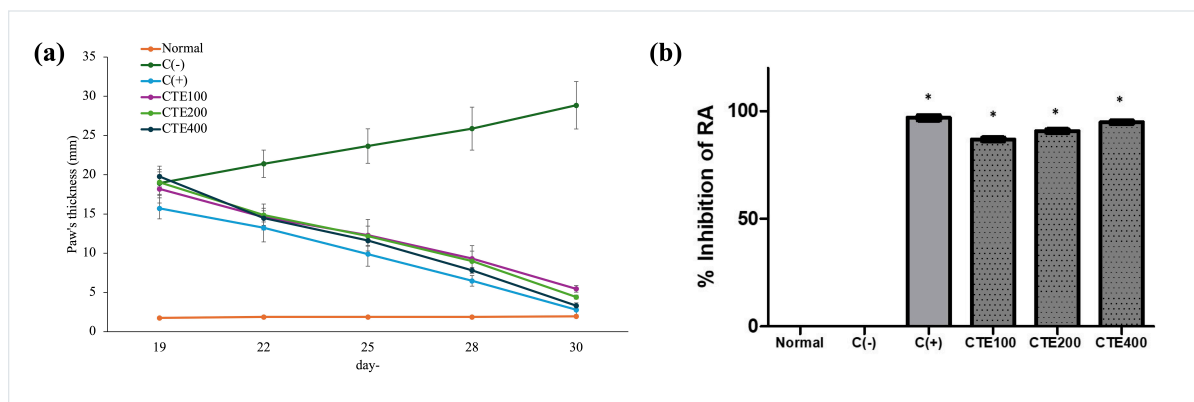 (a)
Normal
C(-)
C(+)
CTE100
CTE200
CTE400
35
30
25
20
15
10
5
0
Paw's thickness (mm)
19 22 25 28 30
day-
(b)
* * * *
100
50
0
% Inhibition of RA
Normal C(-) C(+) CTE100 CTE200 CTE400